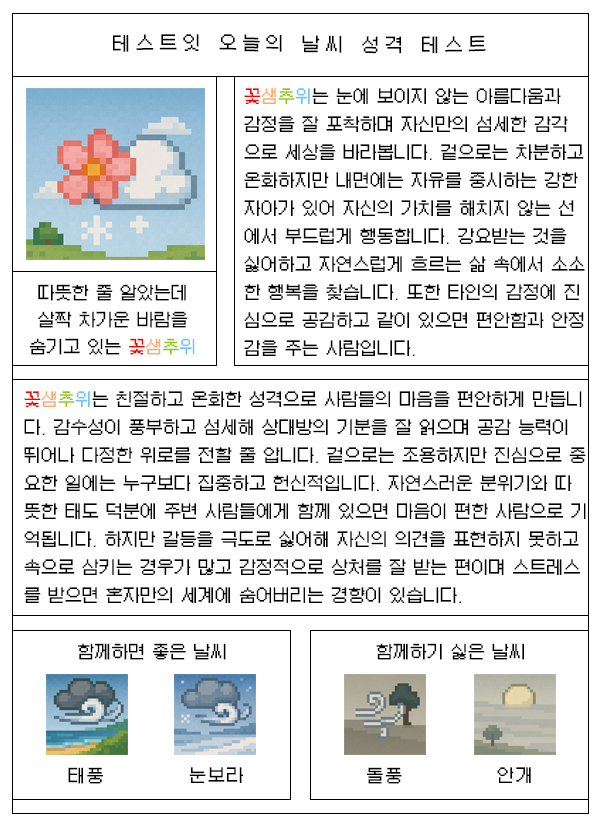 테스트잇 오늘의 날씨 성격 테스트
따뜻한 줄 알았는데
살짝 차가운 바람을
숨기고 있는 꽃샘추위
꽃샘추위는 눈에 보이지 않는 아름다움과
감정을 잘 포착하며 자신만의 섬세한 감각
으로 세상을 바라봅니다. 겉으로는 차분하고
온화하지만 내면에는 자유를 중시하는 강한
자아가 있어 자신의 가치를 해치지 않는 선
에서 부드럽게 행동합니다. 강요받는 것을
싫어하고 자연스럽게 흐르는 삶 속에서 소소
한 행복을 찾습니다. 또한 타인의 감정에 진
심으로 공감하고 같이 있으면 편안함과 안정
감을 주는 사람입니다.
꽃샘추위는 친절하고 온화한 성격으로 사람들의 마음을 편안하게 만듭니
다. 감수성이 풍부하고 섬세해 상대방의 기분을 잘 읽으며 공감 능력이
뛰어나 다정한 위로를 전할 줄 압니다. 겉으로는 조용하지만 진심으로 중
요한 일에는 누구보다 집중하고 헌신적입니다. 자연스러운 분위기와 따
뜻한 태도 덕분에 주변 사람들에게 함께 있으면 마음이 편한 사람으로 기
억됩니다. 하지만 갈등을 극도로 싫어해 자신의 의견을 표현하지 못하고
속으로 삼키는 경우가 많고 감정적으로 상처를 잘 받는 편이며 스트레스
를 받으면 혼자만의 세계에 숨어버리는 경향이 있습니다.
함께하면 좋은 날씨
태풍
눈보라
함께하기 싫은 날씨
돌풍
안개